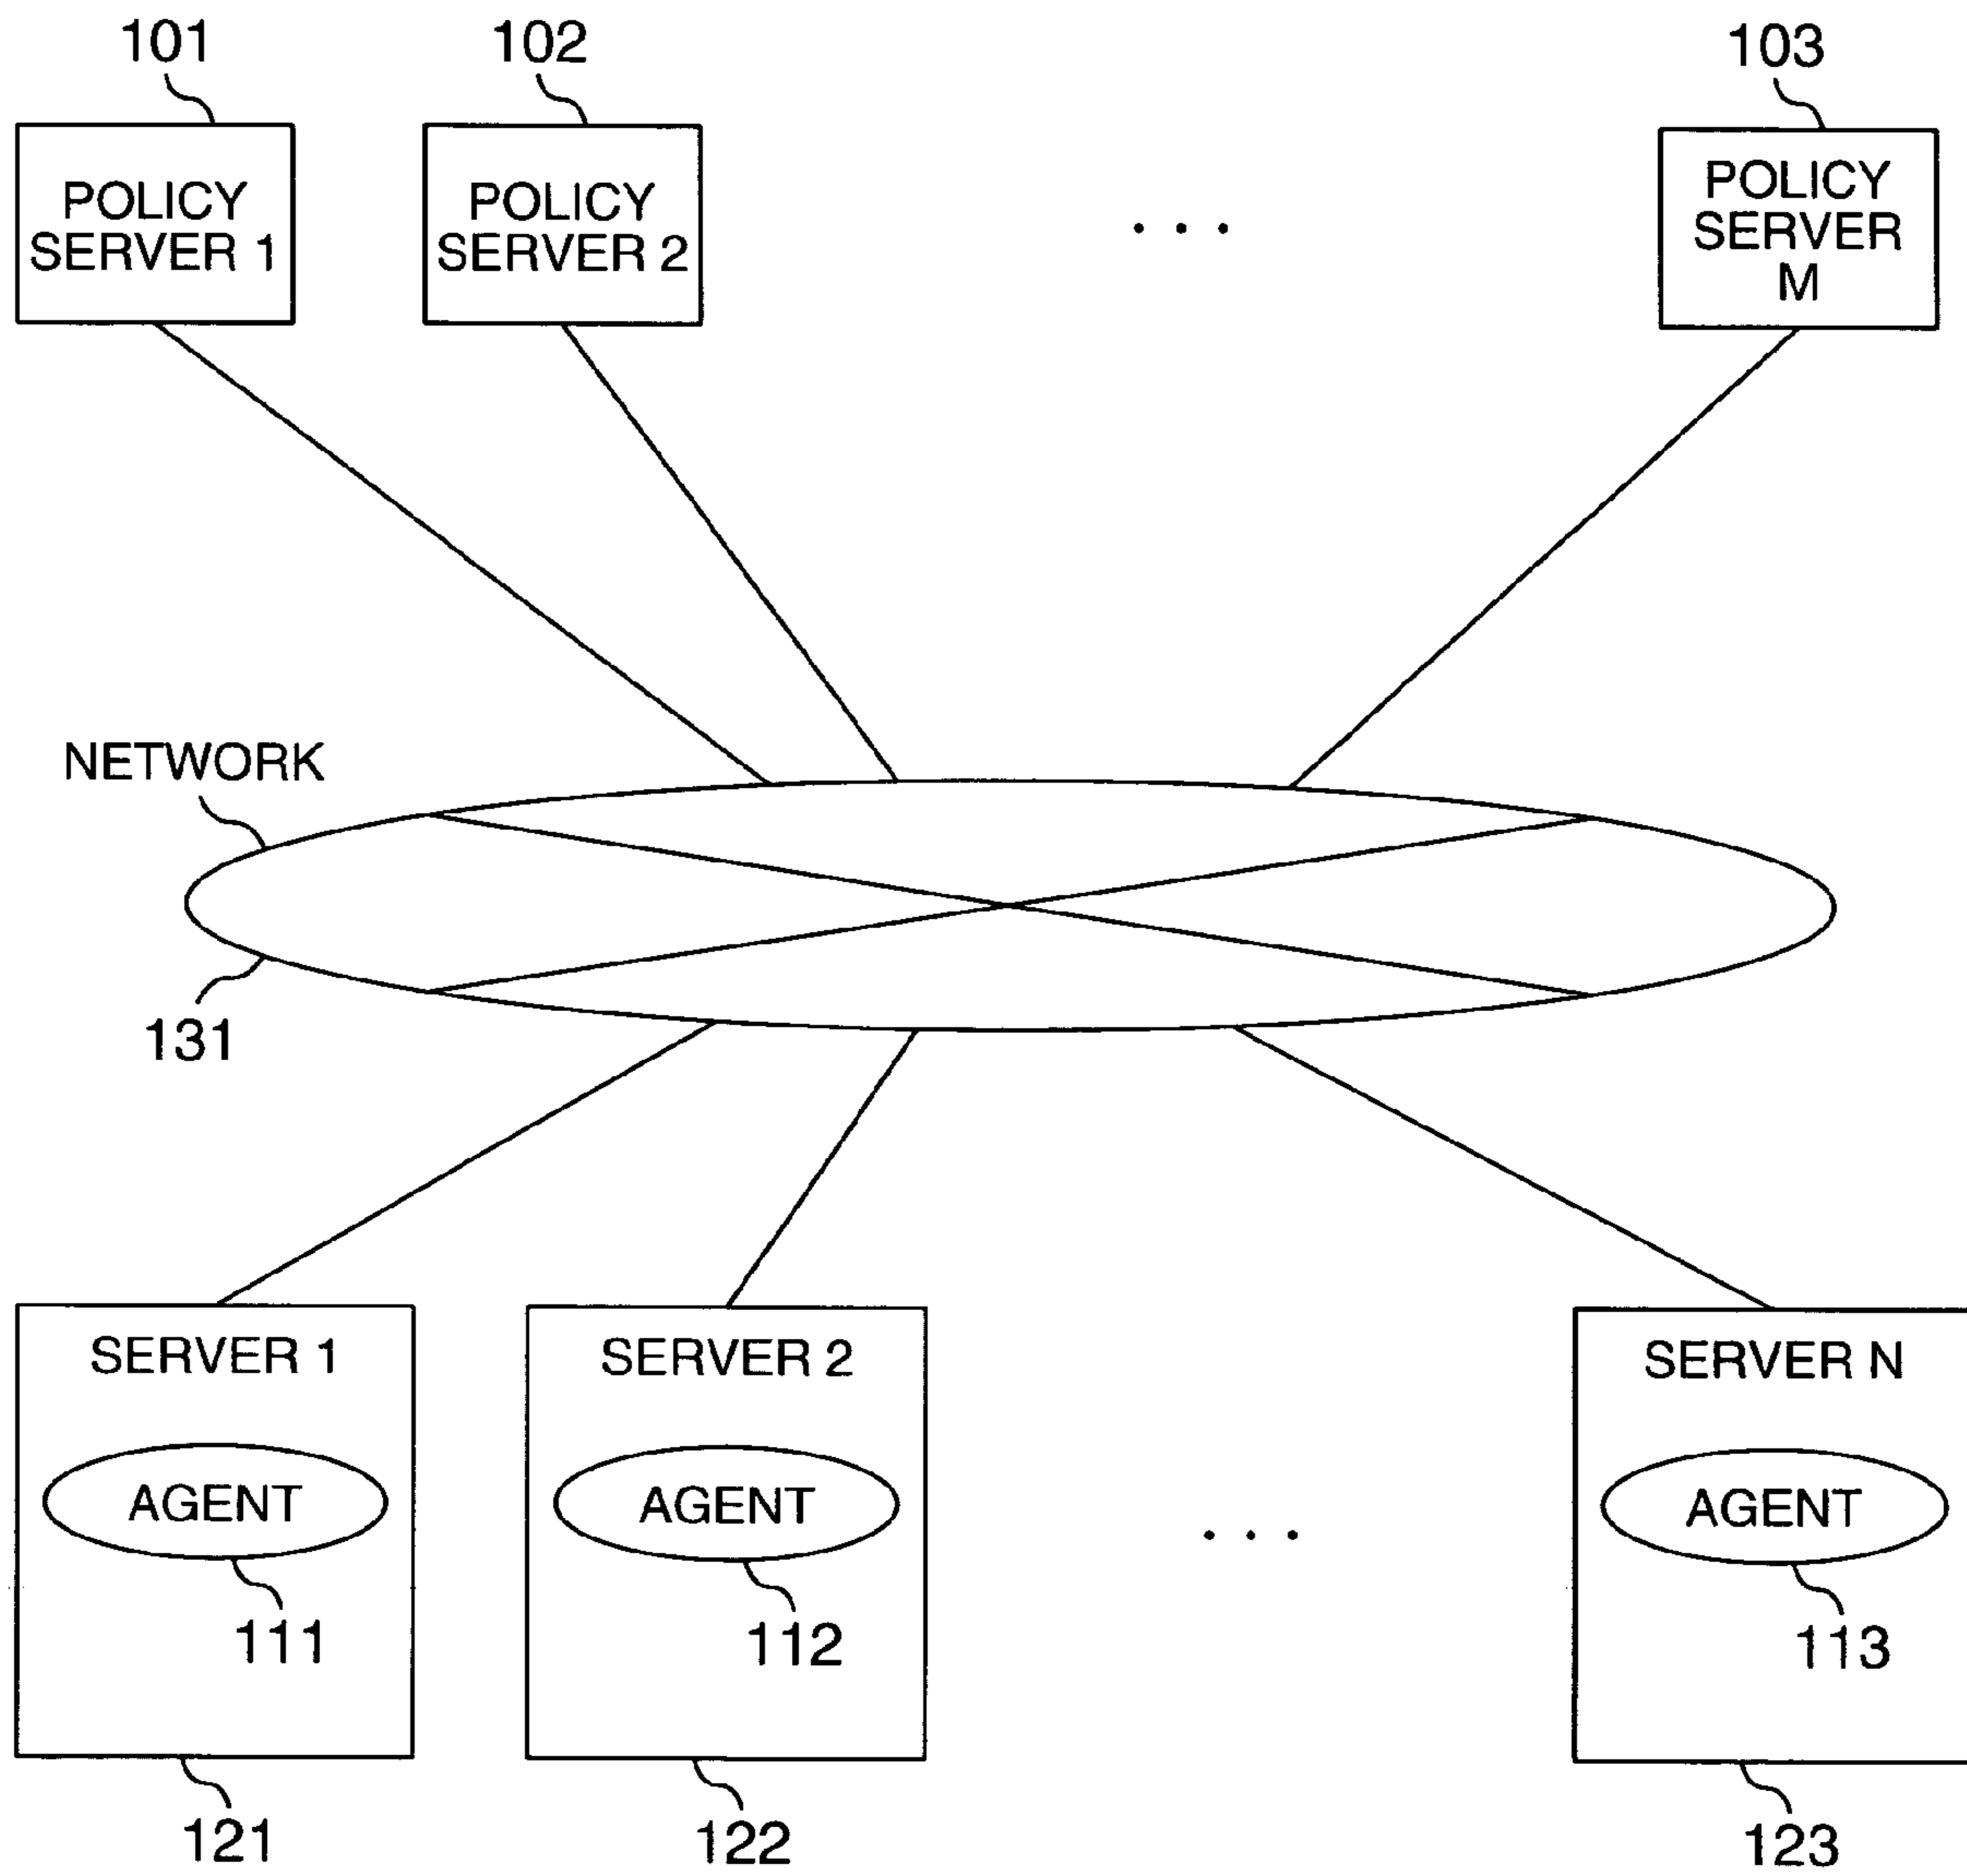 101
102
103
POLICY
SERVER 1
POLICY
SERVER 2
. . .
POLICY
SERVER
M
NETWORK
131
SERVER 1
AGENT
111
121
SERVER 2
AGENT
112
122
. . .
SERVER N
AGENT
113
123